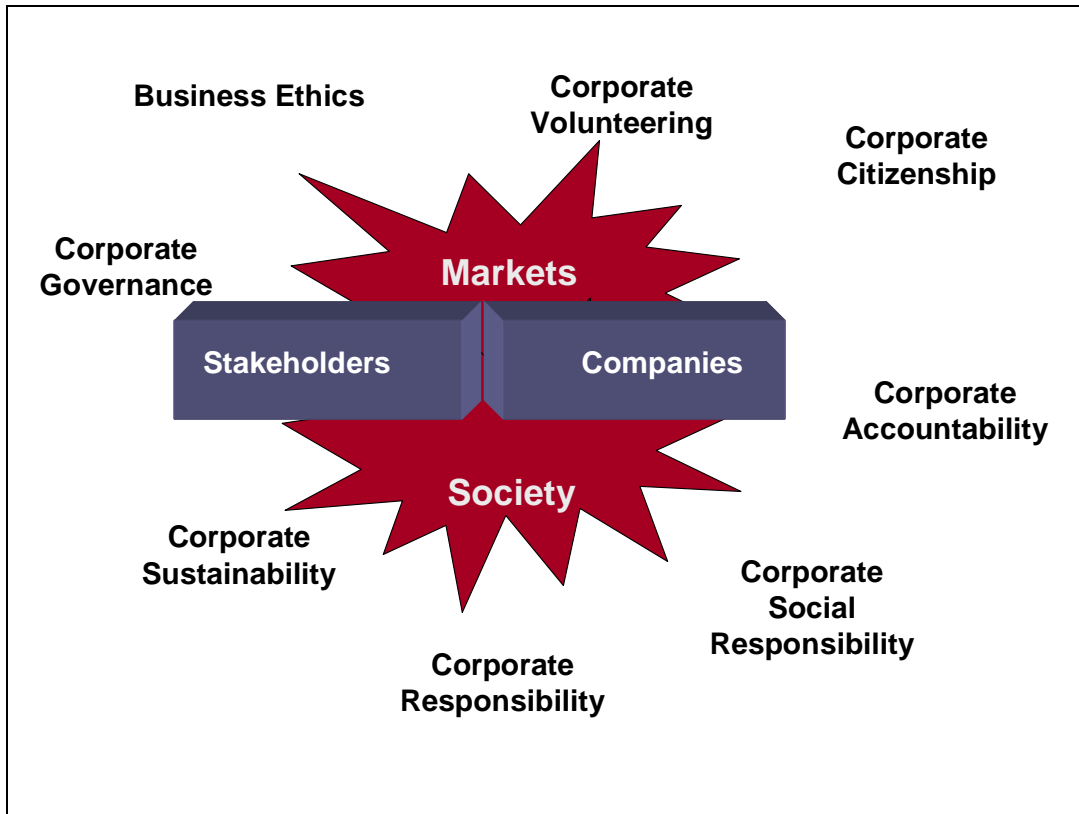 Business Ethics
Corporate
Volunteering
Corporate
Citizenship
Corporate
Governance
Markets
Stakeholders
Companies
Corporate
Accountability
Society
Corporate
Sustainability
Corporate
Social
Responsibility
Corporate
Responsibility